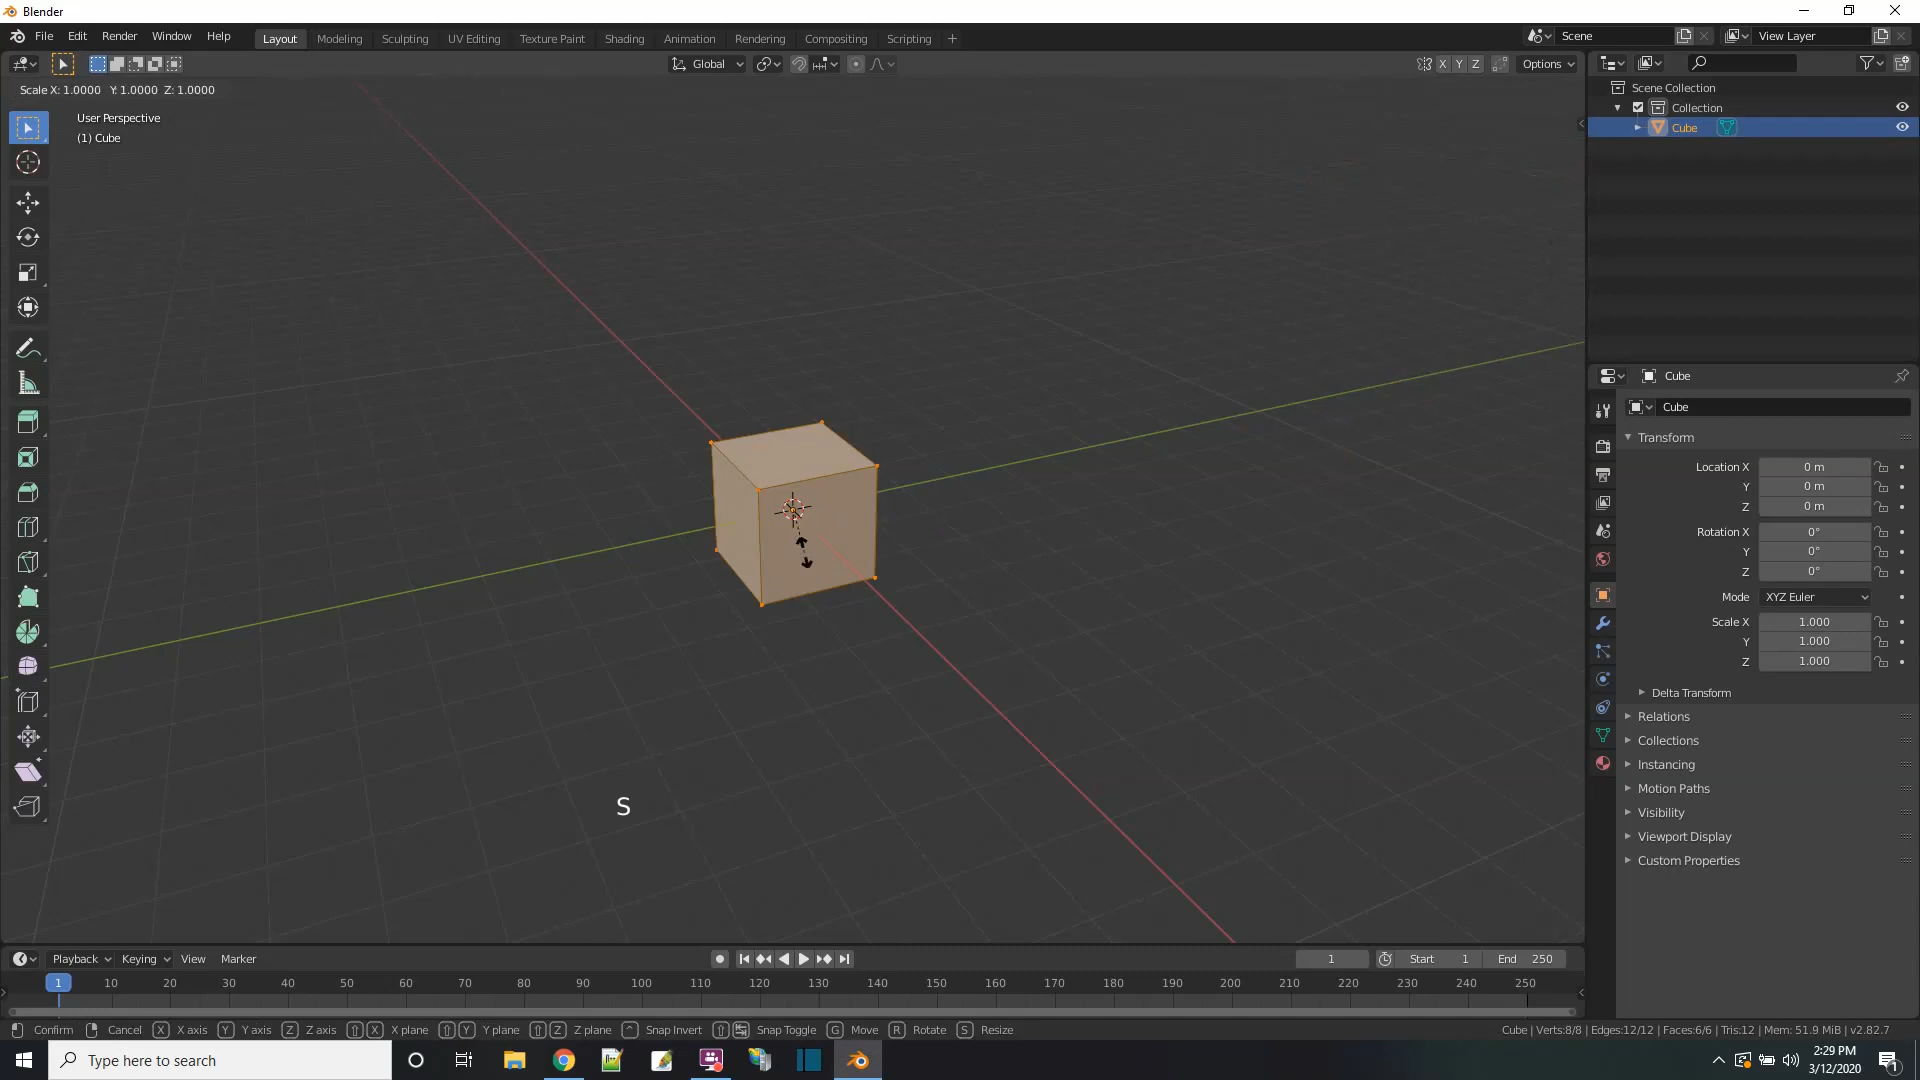 Blender
File Edit Render Window Help
Layout Modeling Sculpting UV Editing Texture Paint Shading Animation Rendering Compositing Scripting +
Scene
View Layer
Global
X Y Z
Options
Scale X: 1.0000 Y: 1.0000 Z: 1.0000
User Perspective
(1) Cube
Scene Collection
Collection
Cube
Cube
Cube
Transform
Location X 0 m
Y 0 m
Z 0 m
Rotation X 0°
Y 0°
Z 0°
Mode XYZ Euler
Scale X 1.000
Y 1.000
Z 1.000
Delta Transform
Relations
Collections
Instancing
Motion Paths
Visibility
Viewport Display
Custom Properties
S
Playback Keying View Marker
1 Start 1 End 250
1 10 20 30 40 50 60 70 80 90 100 110 120 130 140 150 160 170 180 190 200 210 220 230 240 250
Confirm Cancel X X axis Y Y axis Z Z axis X X plane Y Y plane Z Z plane Snap Invert Snap Toggle G Move R Rotate S Resize
Cube | Verts:8/8 | Edges:12/12 | Faces:6/6 | Tris:12 | Mem: 51.9 MiB | v2.82.7
Type here to search
2:29 PM
3/12/2020
1